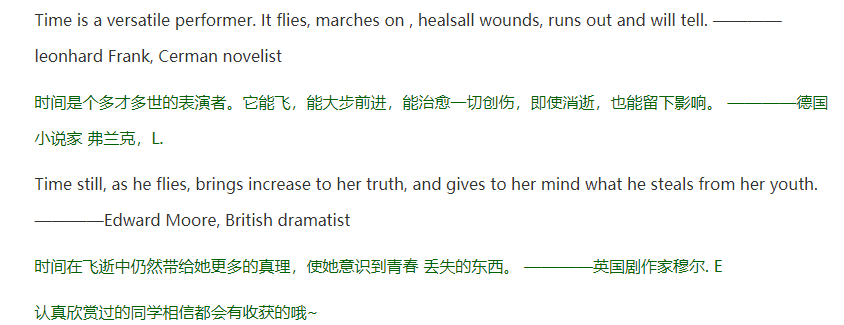 Time is a versatile performer. It flies, marches on , healsall wounds, runs out and will tell. ————
leonhard Frank, Cerman novelist
时间是个多才多世的表演者。它能飞，能大步前进，能治愈一切创伤，即使消逝，也能留下影响。 ————德国
小说家 弗兰克，L.
Time still, as he flies, brings increase to her truth, and gives to her mind what he steals from her youth.
————Edward Moore, British dramatist
时间在飞逝中仍然带给她更多的真理，使她意识到青春 丢失的东西。 ————英国剧作家穆尔. E
认真欣赏过的同学相信都会有收获的哦~